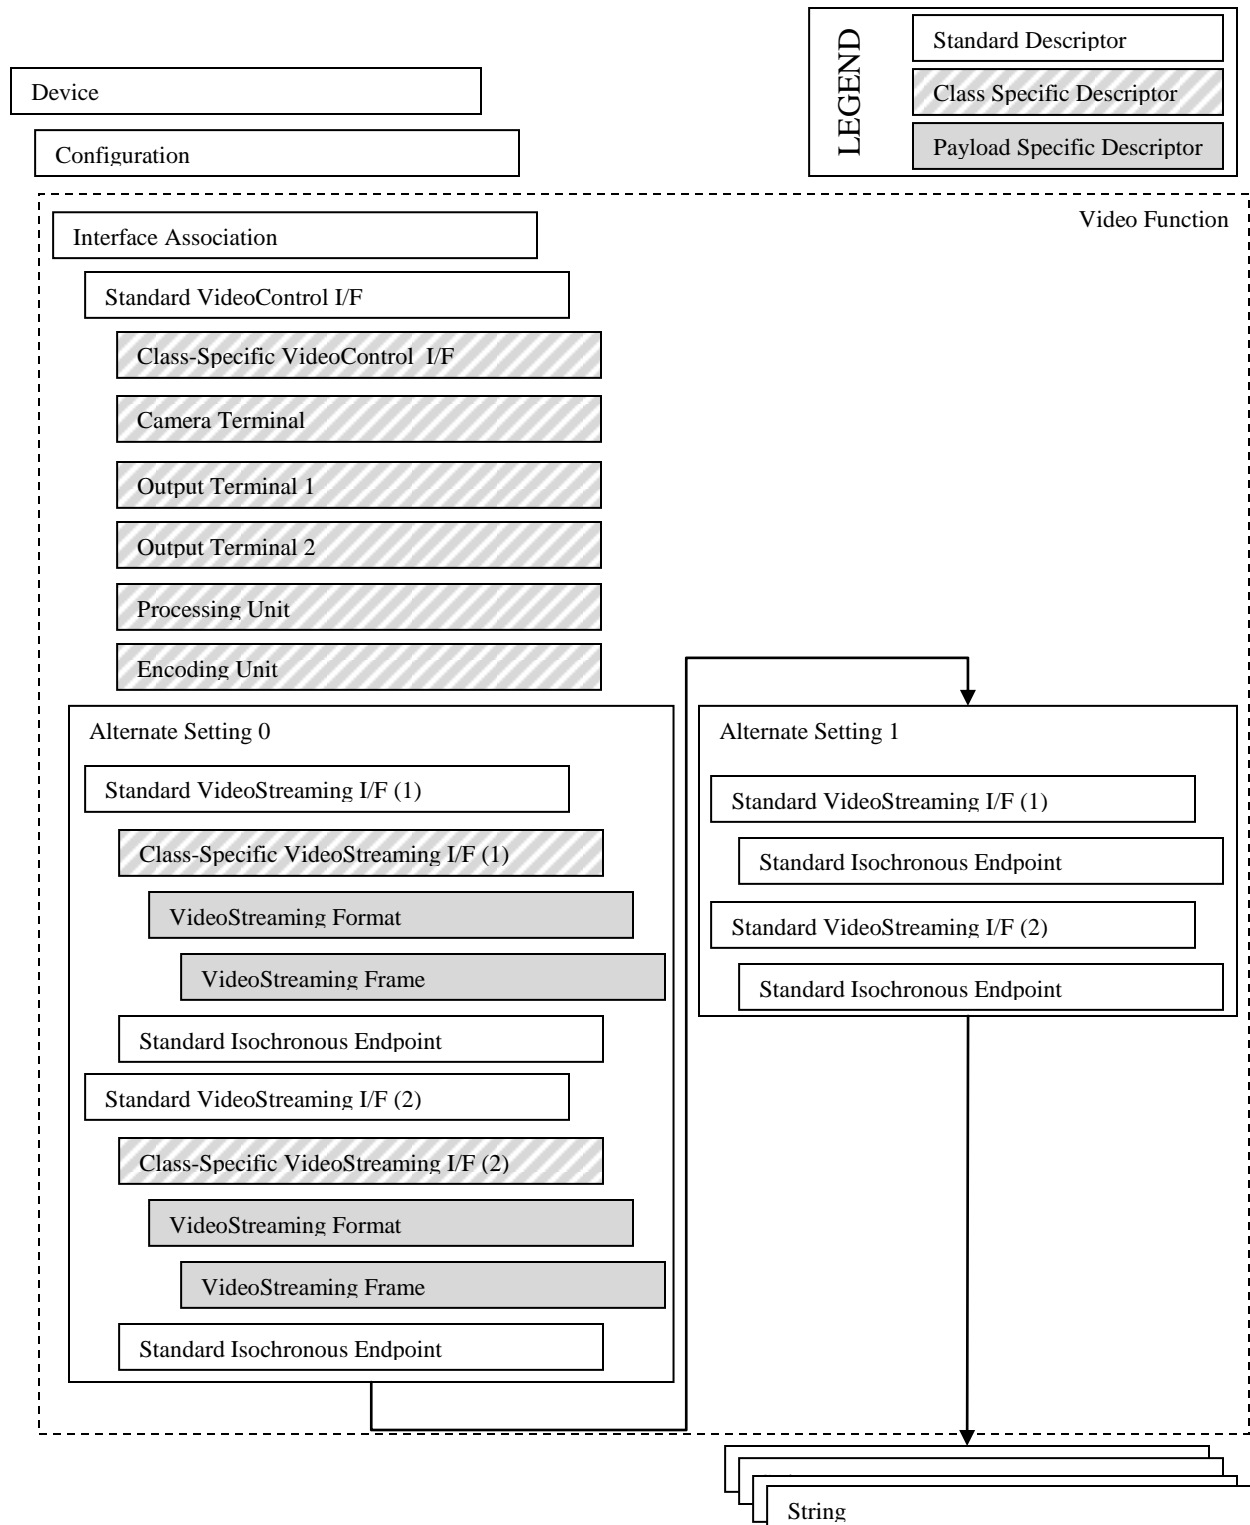 LEGEND
Standard Descriptor
Class Specific Descriptor
Payload Specific Descriptor
Device
Configuration
Video Function
Interface Association
Standard VideoControl I/F
Class-Specific VideoControl I/F
Camera Terminal
Output Terminal 1
Output Terminal 2
Processing Unit
Encoding Unit
Alternate Setting 0
Standard VideoStreaming I/F (1)
Class-Specific VideoStreaming I/F (1)
VideoStreaming Format
VideoStreaming Frame
Standard Isochronous Endpoint
Standard VideoStreaming I/F (2)
Class-Specific VideoStreaming I/F (2)
VideoStreaming Format
VideoStreaming Frame
Standard Isochronous Endpoint
Alternate Setting 1
Standard VideoStreaming I/F (1)
Standard Isochronous Endpoint
Standard VideoStreaming I/F (2)
Standard Isochronous Endpoint
String